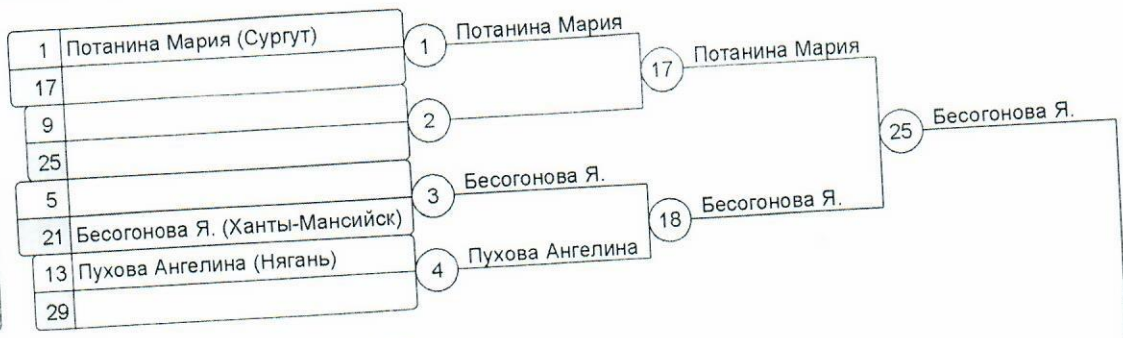 1 Потанина Мария (Сургут)
17
9
25
5
21 Бесогонова Я. (Ханты-Мансийск)
13 Пухова Ангелина (Нягань)
29
1 Потанина Мария
2
3 Бесогонова Я.
4 Пухова Ангелина
17 Потанина Мария
18 Бесогонова Я.
25 Бесогонова Я.